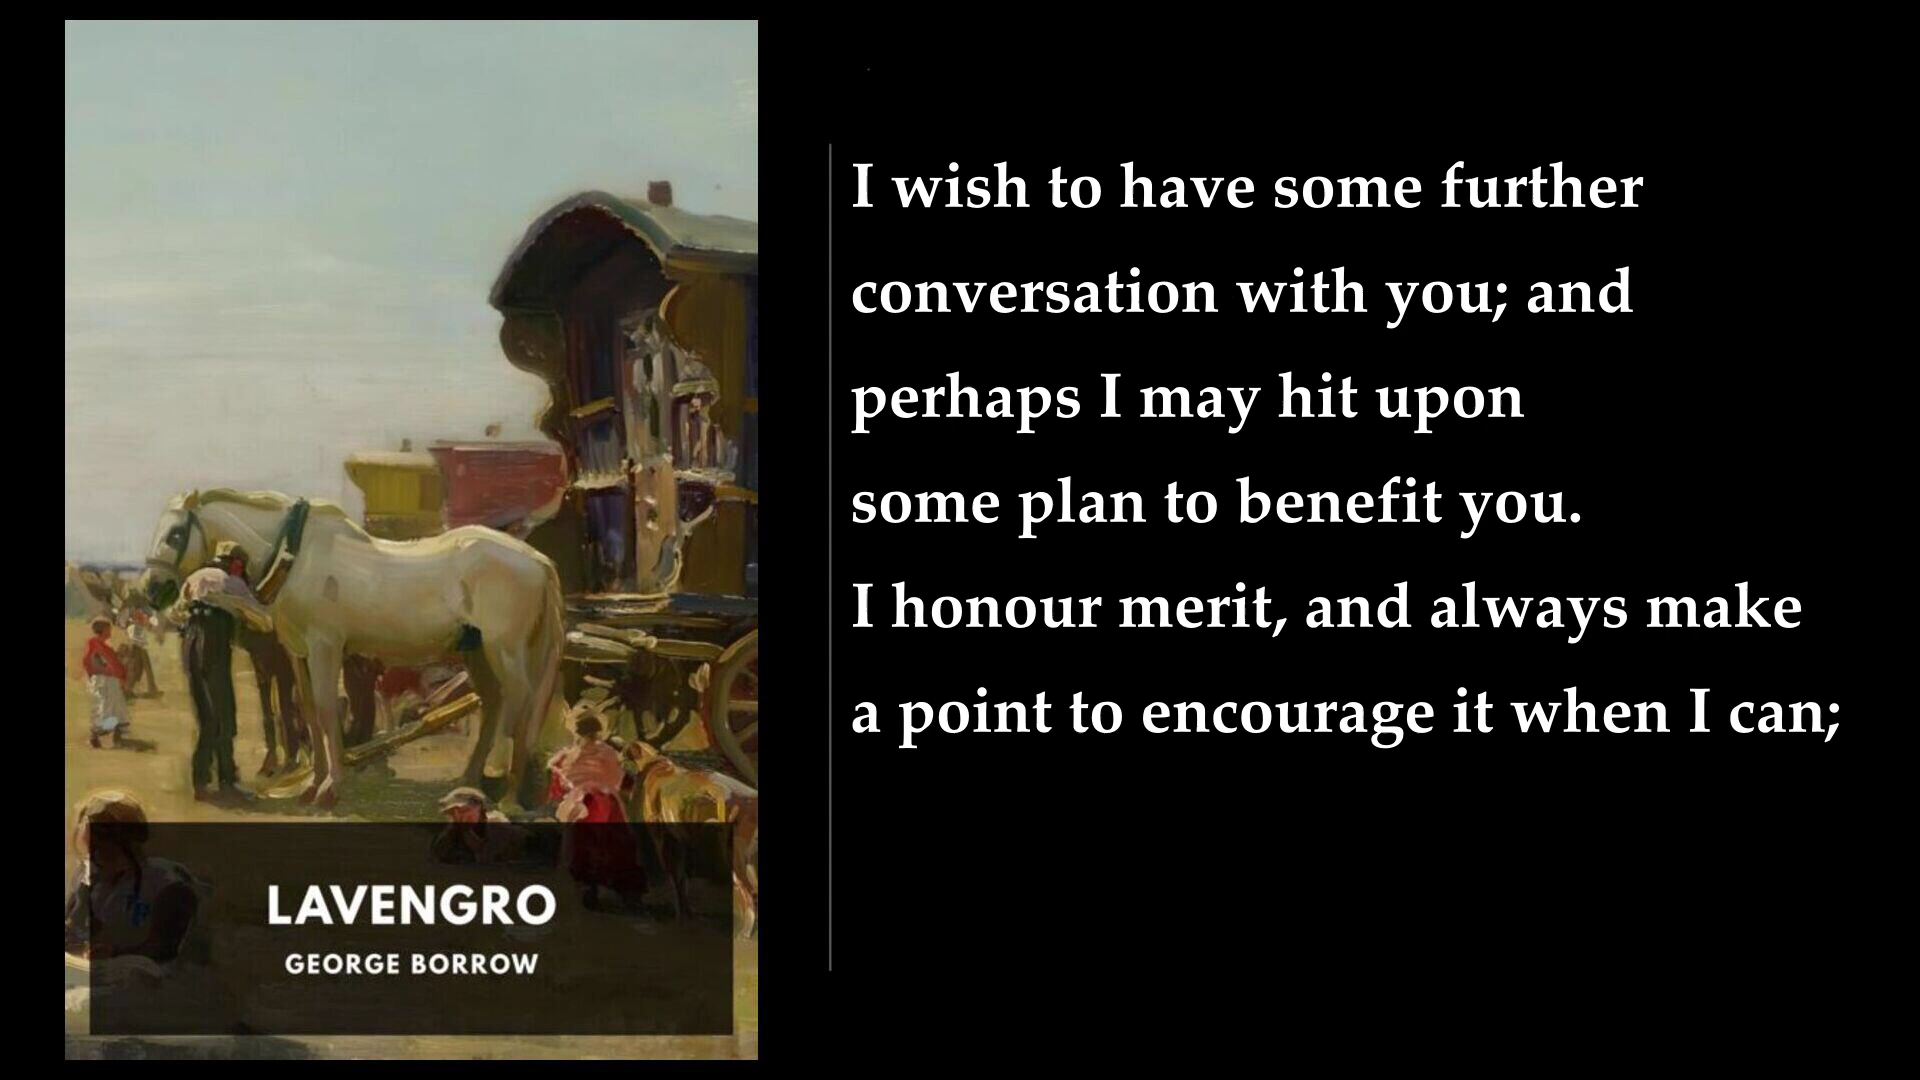 I wish to have some further
conversation with you; and
perhaps I may hit upon
some plan to benefit you.
I honour merit, and always make
a point to encourage it when I can;
LAVENGRO
GEORGE BORROW